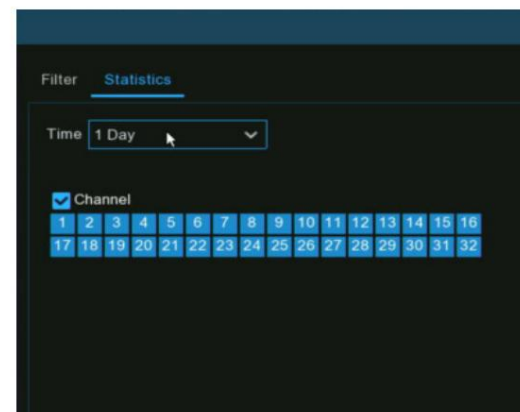 Filter Statistics
Time 1 Day
Channel
1 2 3 4 5 6 7 8 9 10 11 12 13 14 15 16
17 18 19 20 21 22 23 24 25 26 27 28 29 30 31 32